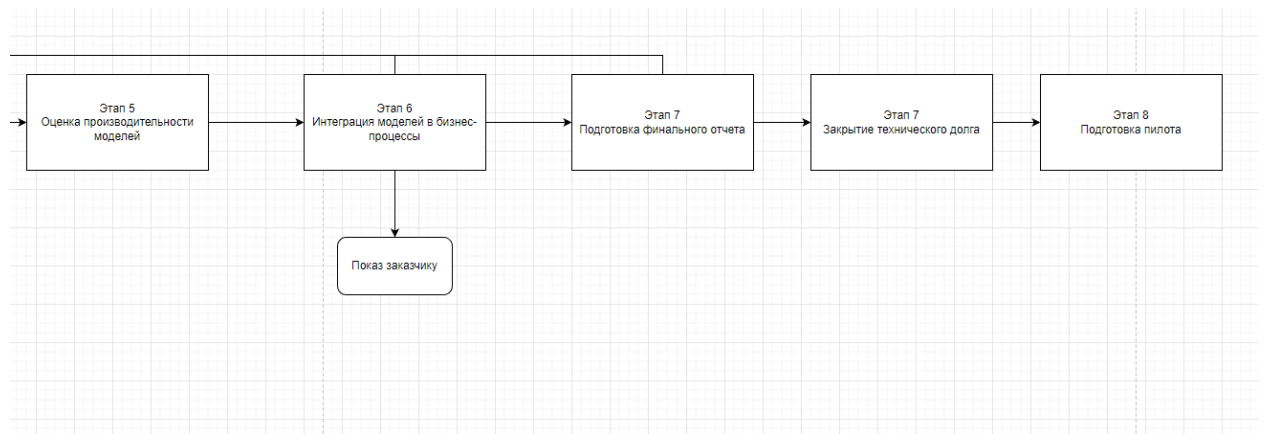 Этап 5
Оценка производительности
моделей
Этап 6
Интеграция моделей в бизнес-
процессы
Этап 7
Подготовка финального отчета
Этап 7
Закрытие технического долга
Этап 8
Подготовка пилота
Показ заказчику